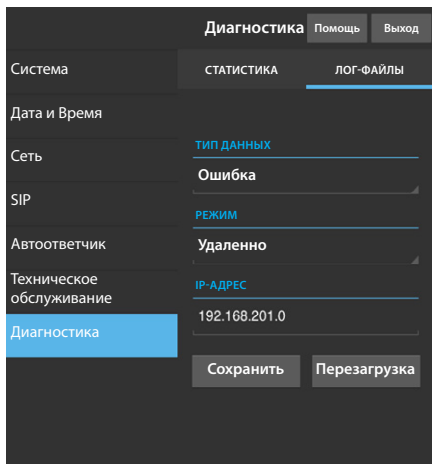 Диагностика Помощь Выход
Система
СТАТИСТИКА ЛОГ-ФАЙЛЫ
Дата и Время
Сеть
SIP
Автоответчик
Техническое
обслуживание
Диагностика
ТИП ДАННЫХ
Ошибка
РЕЖИМ
Удаленно
IP-АДРЕС
192.168.201.0
Сохранить Перезагрузка